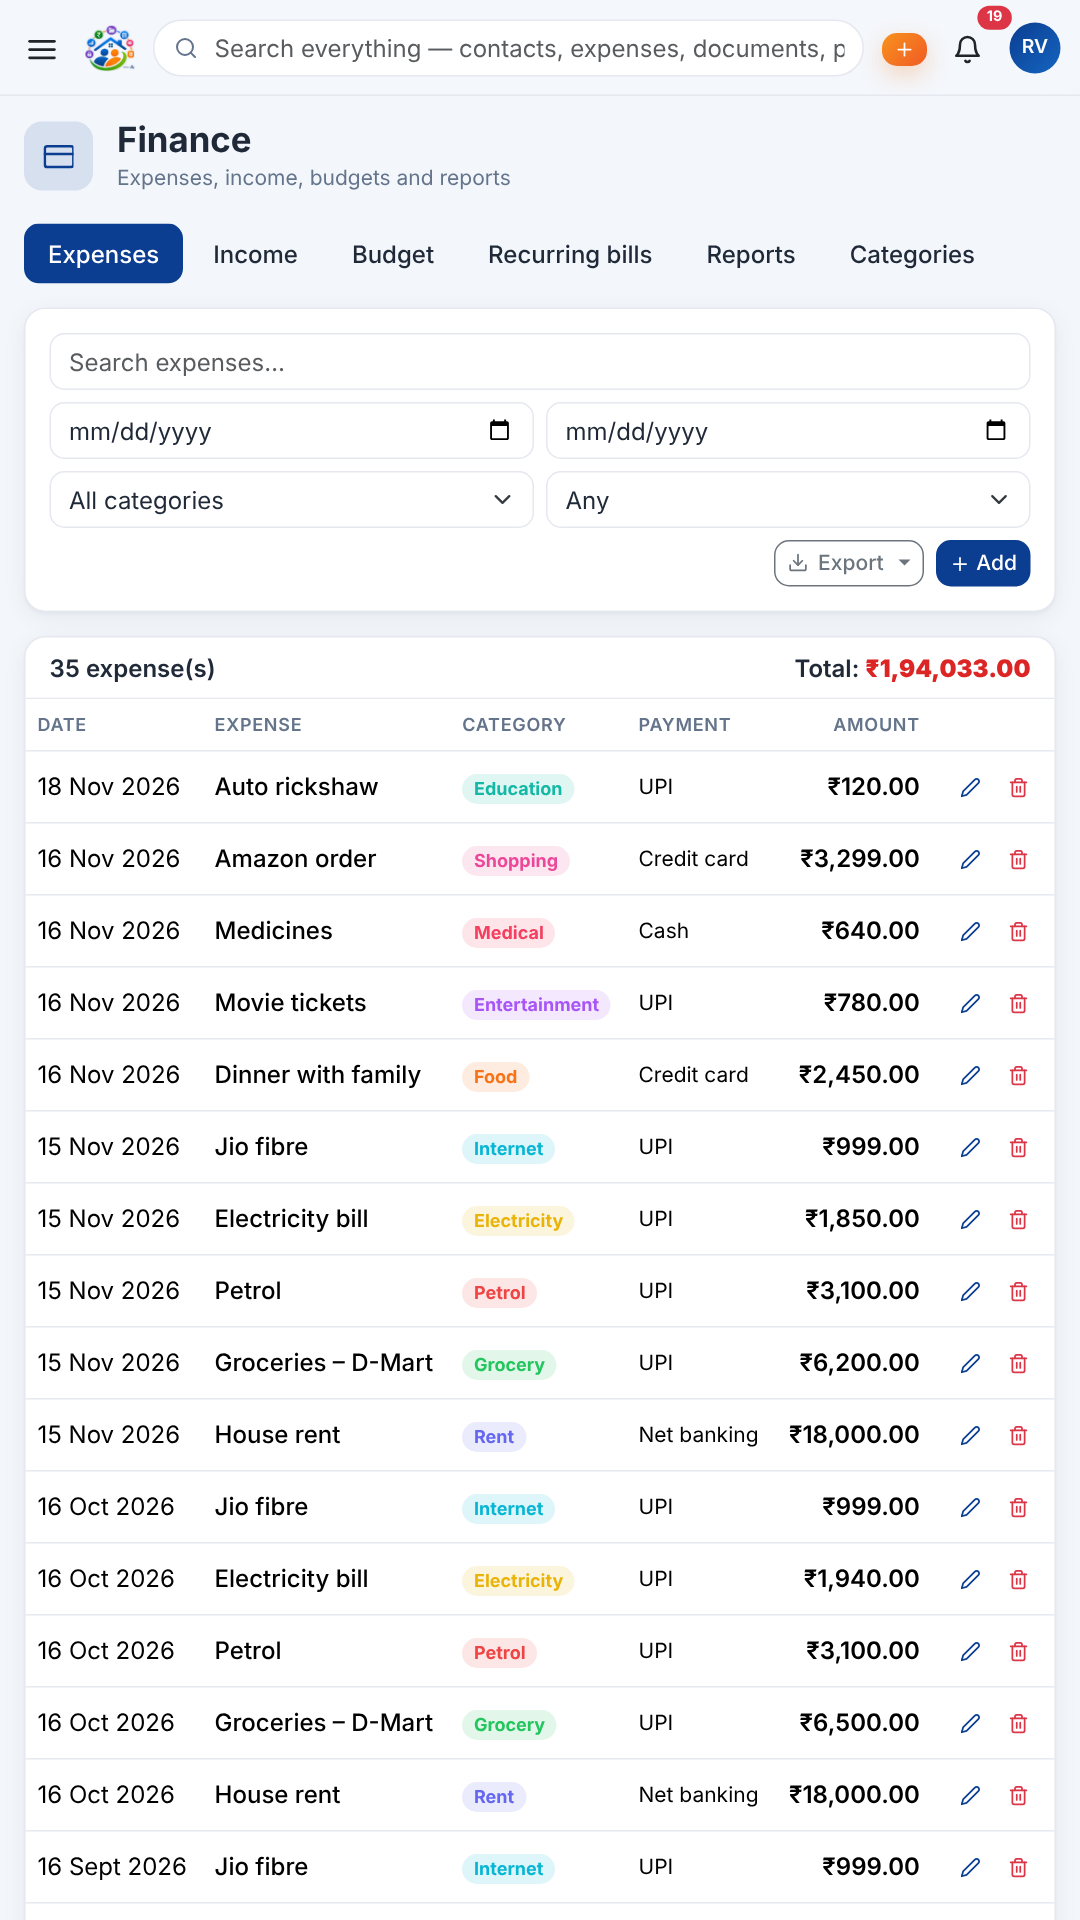 Search everything — contacts, expenses, documents, p
19
RV
Finance
Expenses, income, budgets and reports
Expenses Income Budget Recurring bills Reports Categories
Search expenses...
mm/dd/yyyy mm/dd/yyyy
All categories Any
Export + Add
35 expense(s) Total: ₹1,94,033.00
DATE EXPENSE CATEGORY PAYMENT AMOUNT
18 Nov 2026 Auto rickshaw Education UPI ₹120.00
16 Nov 2026 Amazon order Shopping Credit card ₹3,299.00
16 Nov 2026 Medicines Medical Cash ₹640.00
16 Nov 2026 Movie tickets Entertainment UPI ₹780.00
16 Nov 2026 Dinner with family Food Credit card ₹2,450.00
15 Nov 2026 Jio fibre Internet UPI ₹999.00
15 Nov 2026 Electricity bill Electricity UPI ₹1,850.00
15 Nov 2026 Petrol Petrol UPI ₹3,100.00
15 Nov 2026 Groceries – D-Mart Grocery UPI ₹6,200.00
15 Nov 2026 House rent Rent Net banking ₹18,000.00
16 Oct 2026 Jio fibre Internet UPI ₹999.00
16 Oct 2026 Electricity bill Electricity UPI ₹1,940.00
16 Oct 2026 Petrol Petrol UPI ₹3,100.00
16 Oct 2026 Groceries – D-Mart Grocery UPI ₹6,500.00
16 Oct 2026 House rent Rent Net banking ₹18,000.00
16 Sept 2026 Jio fibre Internet UPI ₹999.00